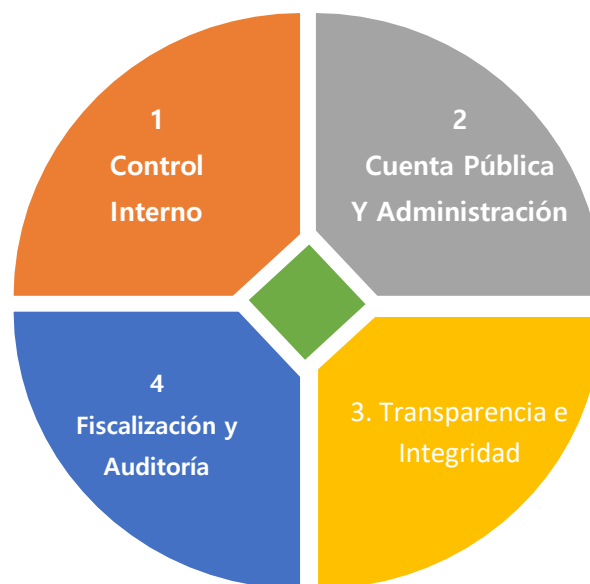 1
Control
Interno
2
Cuenta Pública
Y Administración
3. Transparencia e
Integridad
4
Fiscalización y
Auditoría